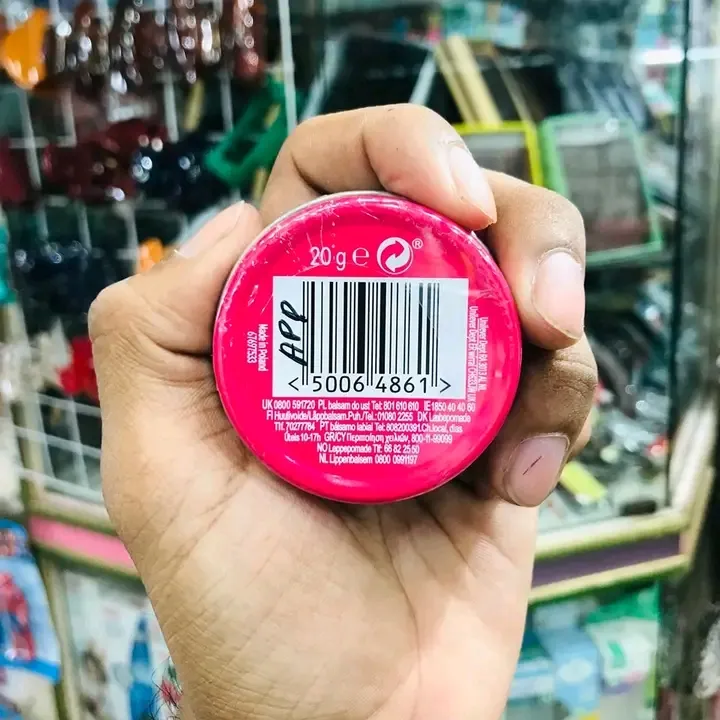 20 g e ®
APP
<5006 4861>
UK 0800 591720 PL balsam do ust Tel: 801 610 610 IE 1850 40 40 60
FI Huulivoide/Läppbalsam.Puh./Tel.:01080 2255 DK Læbepomade
Tlf. 70277784 PT bálsamo labial Tel: 808200391.Ch.local, dias
Úteis 10-17h GR/CY Περιποίηση χειλιών, 800-11-99099
NO Leppepomade Tlf: 66 82 25 50
NL Lippenbalsem 0800 0991197
Made in Poland
67697533